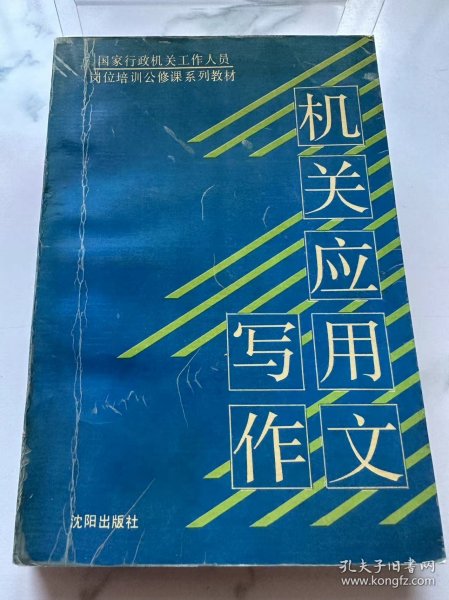 国家行政机关工作人员
岗位培训公修课系列教材
机关应用文
写作
沈阳出版社
孔夫子旧书网
www.kongfz.com